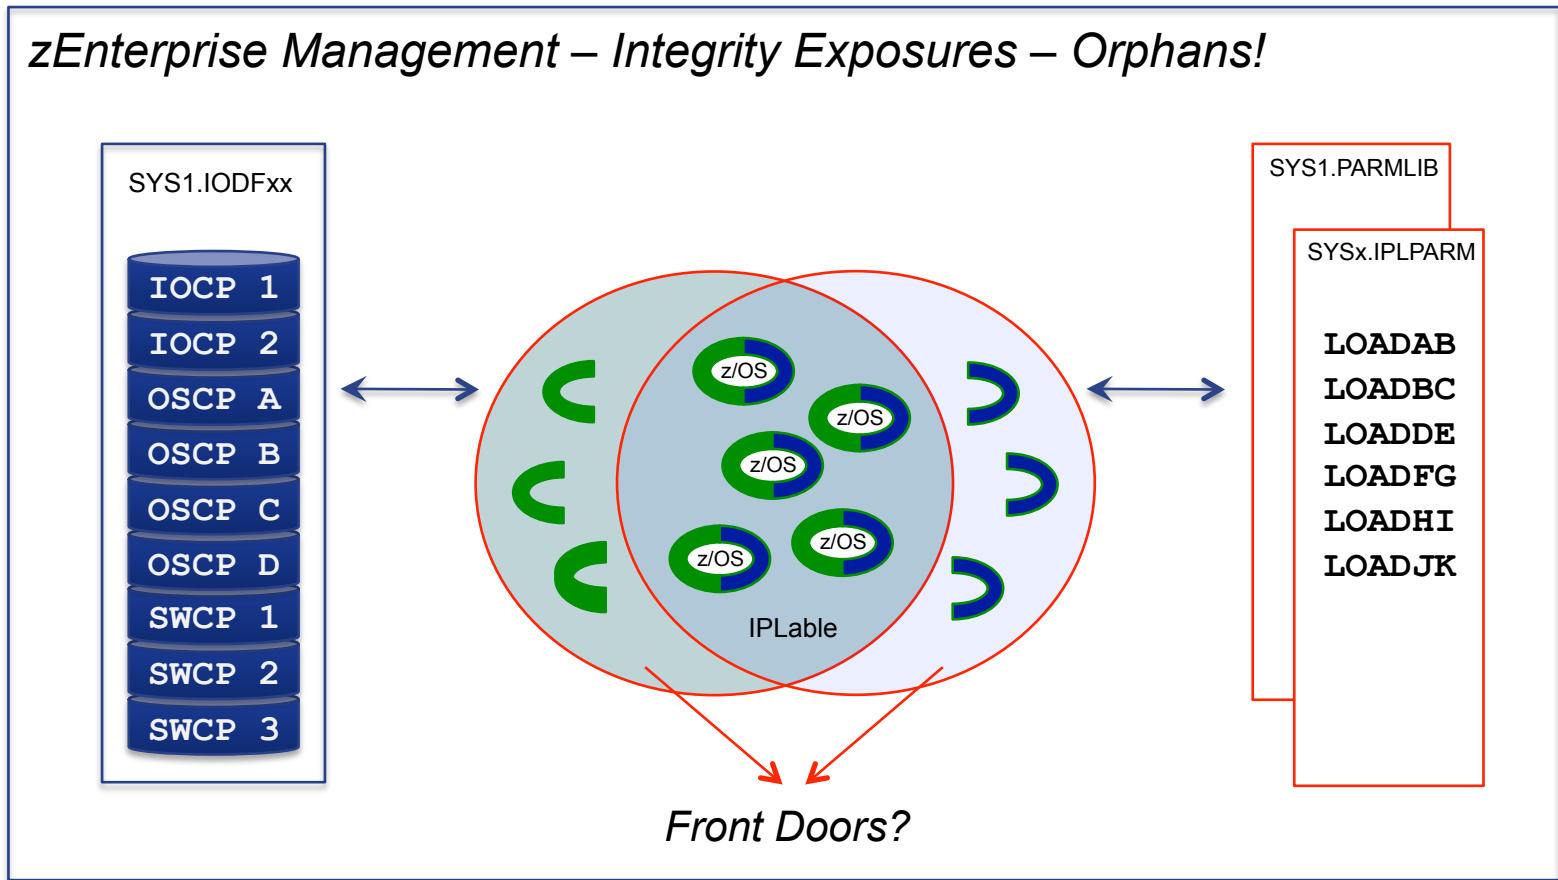 zEnterprise Management – Integrity Exposures – Orphans!
SYS1.IODFxx
IOCP 1
IOCP 2
OSCP A
OSCP B
OSCP C
OSCP D
SWCP 1
SWCP 2
SWCP 3
z/OS
z/OS
z/OS
z/OS
z/OS
IPLable
SYS1.PARMLIB
SYSx.IPLPARM
LOADAB
LOADBC
LOADDE
LOADFG
LOADHI
LOADJK
Front Doors?